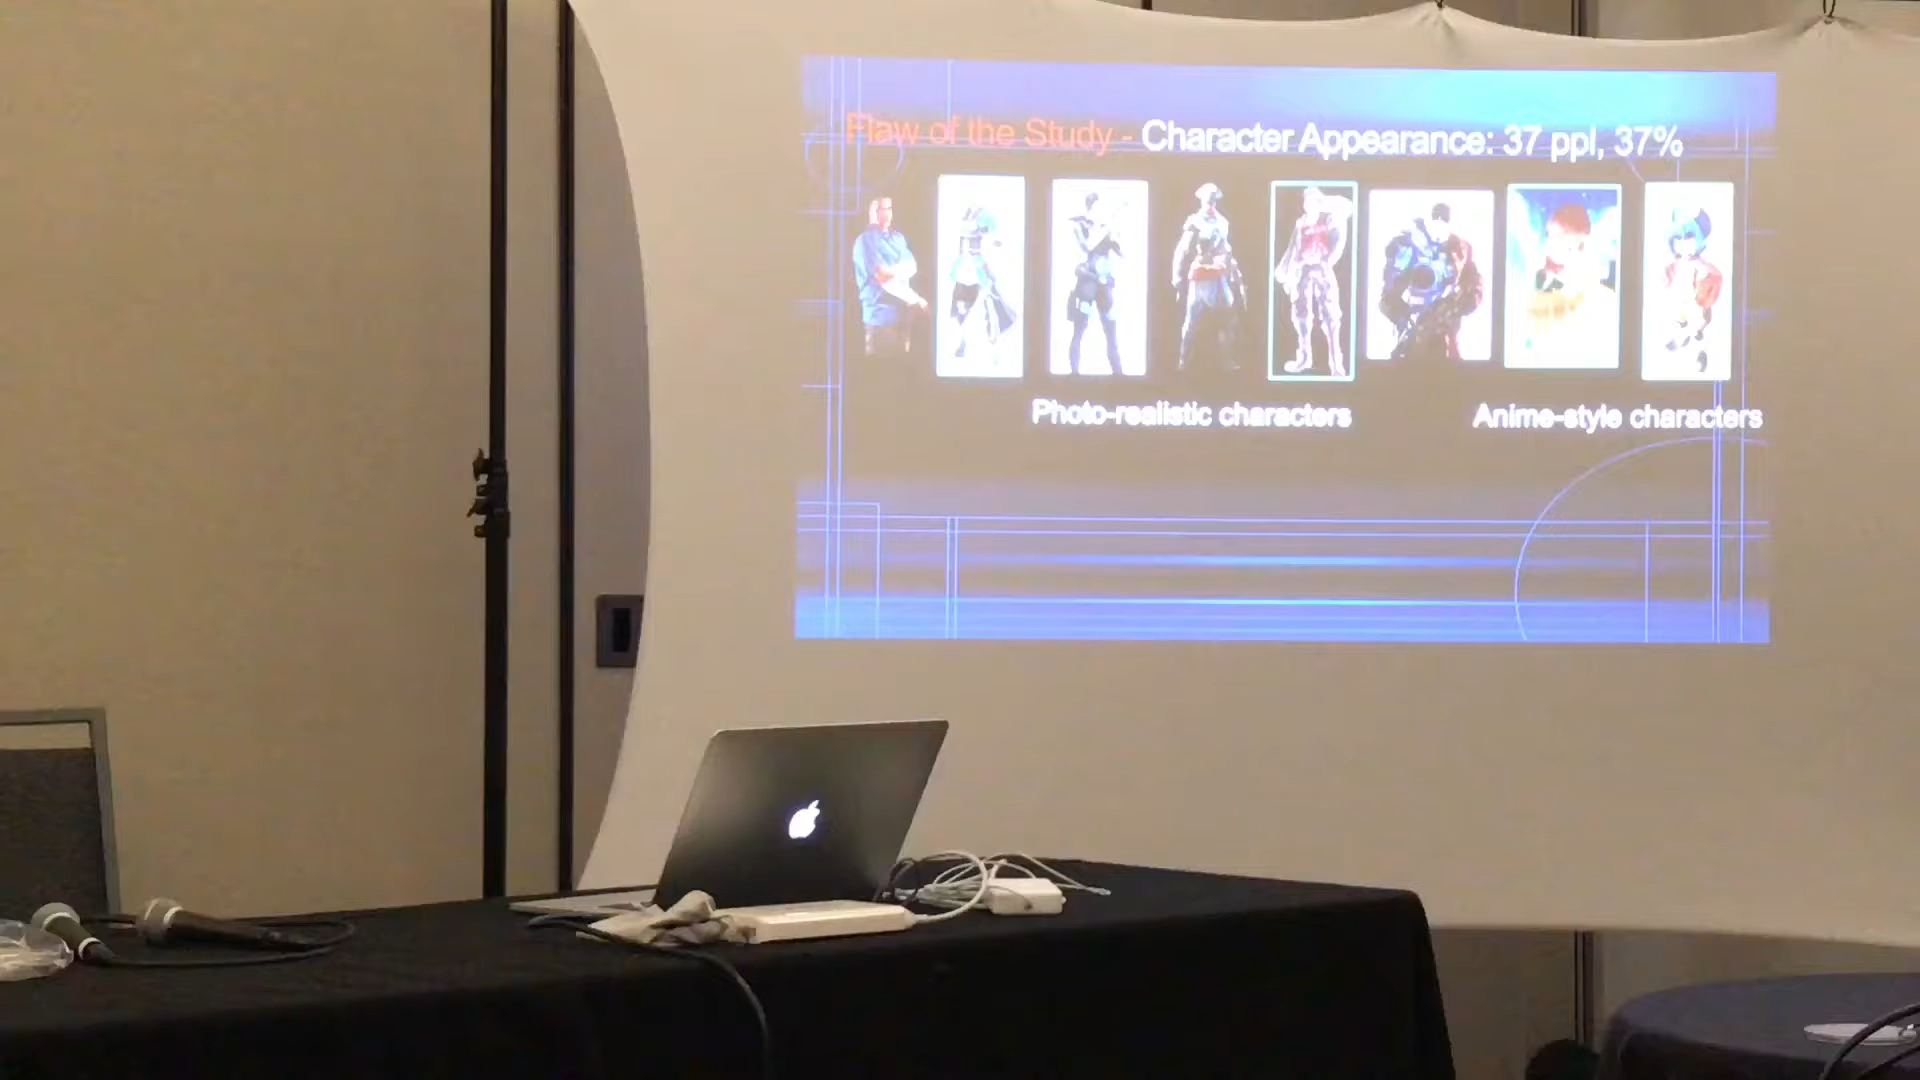 Flaw of the Study - Character Appearance: 37 ppl, 37%
Photo-realistic characters
Anime-style characters